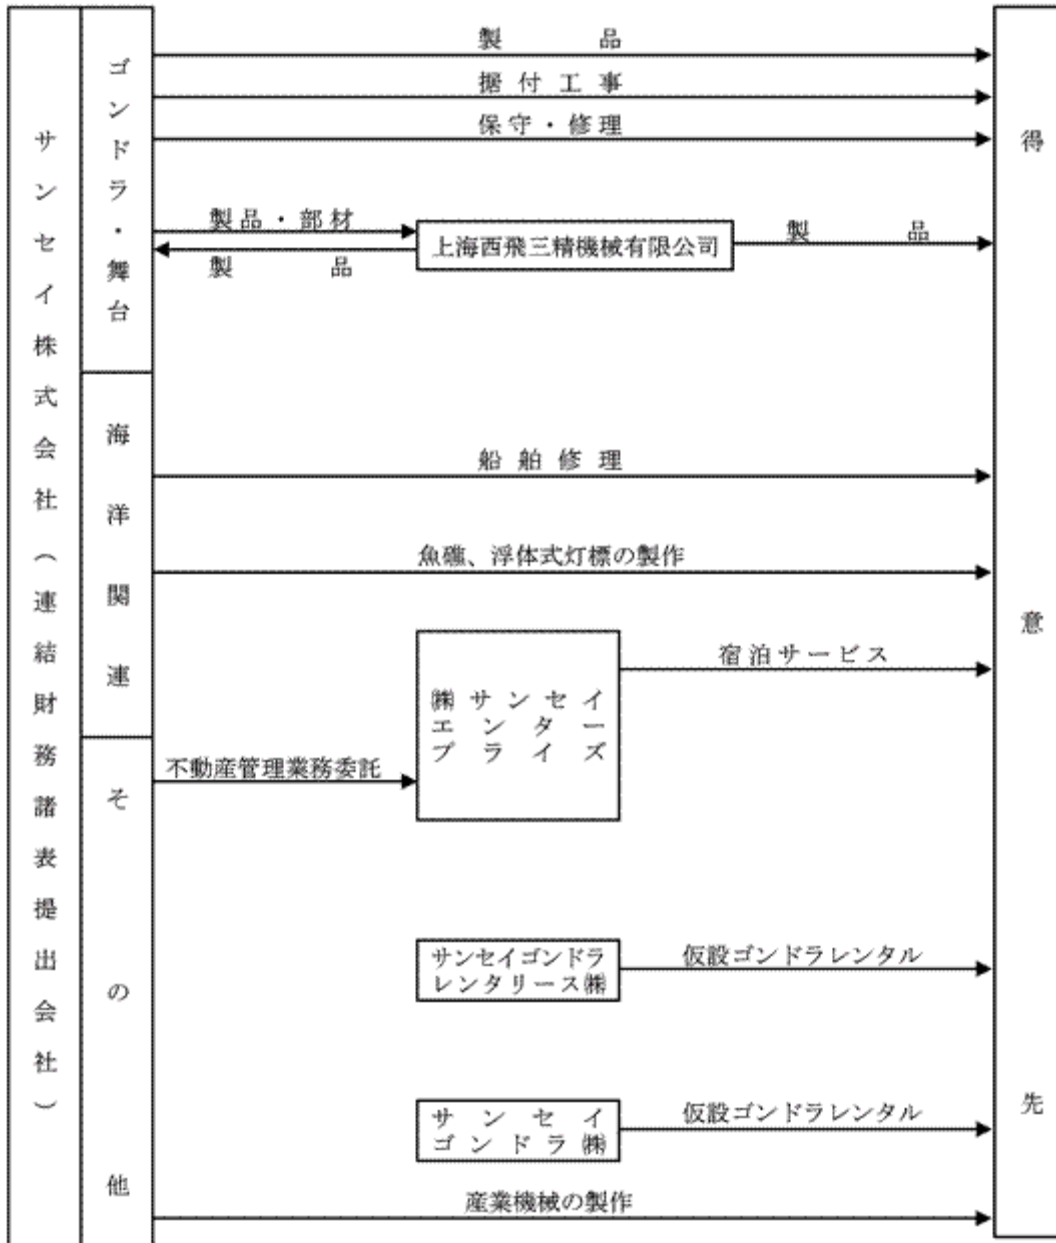 サンセイ株式会社（連結財務諸表提出会社）
ゴンドラ・舞台
製品
据付工事
保守・修理
製品・部材
製品
上海西飛三精機械有限公司
製品
海洋関連
船舶修理
魚礁、浮体式灯標の製作
㈱サンセイ
エンター
プライズ
宿泊サービス
その他
不動産管理業務委託
サンセイゴンドラ
レンタリース㈱
仮設ゴンドラレンタル
サンセイ
ゴンドラ㈱
仮設ゴンドラレンタル
産業機械の製作
得意先